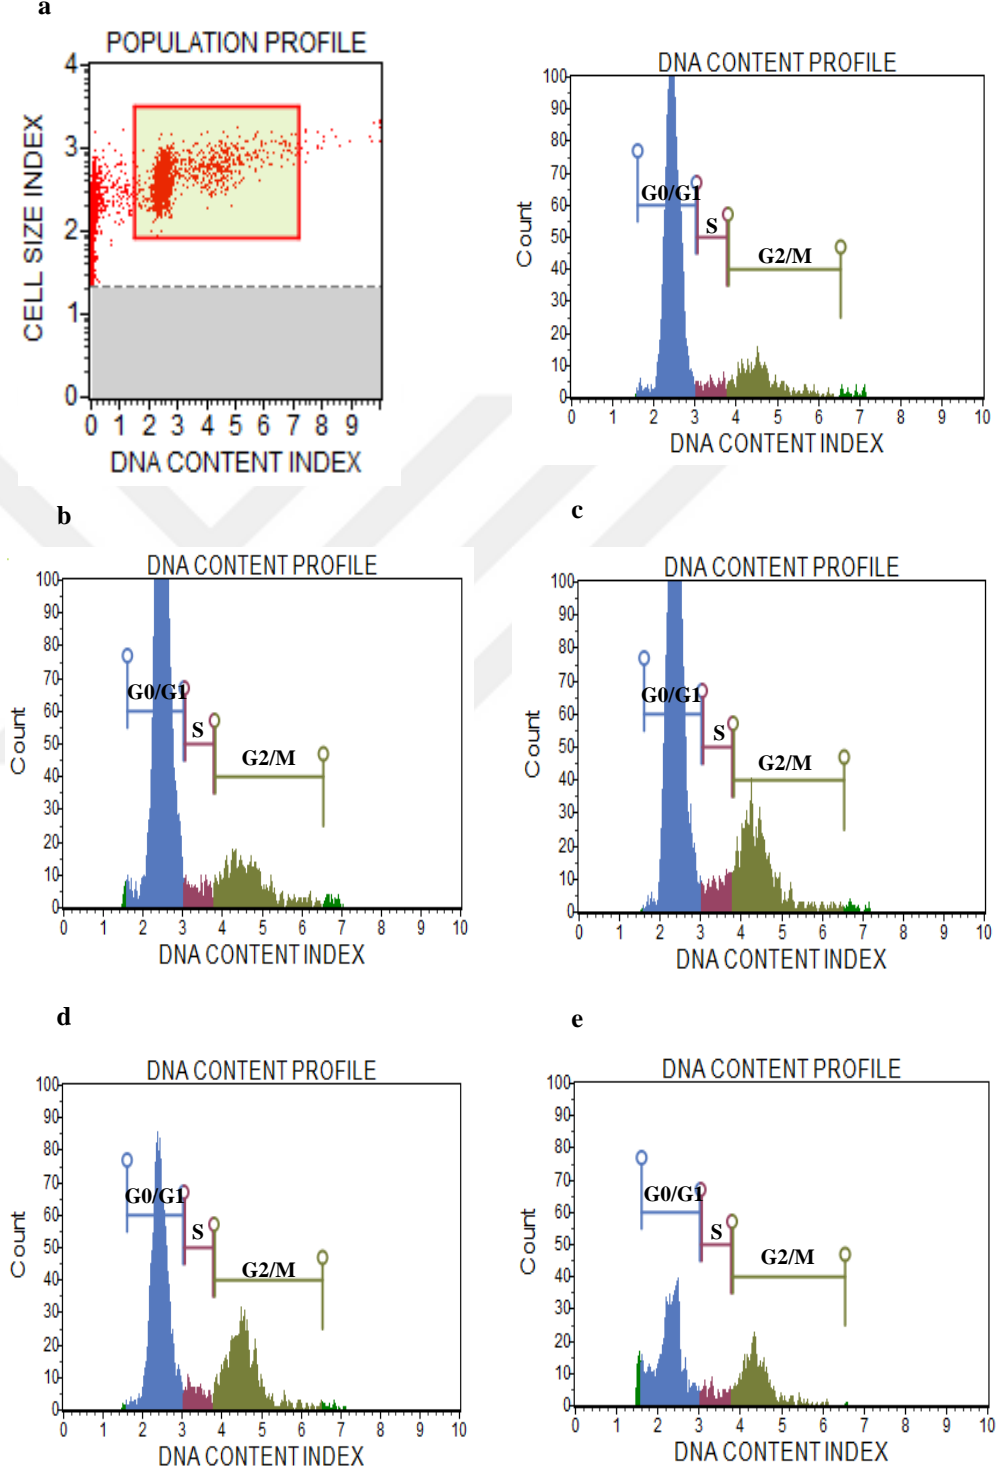 a
POPULATION PROFILE
4
3
2
1
0
CELL SIZE INDEX
0 1 2 3 4 5 6 7 8 9
DNA CONTENT INDEX
DNA CONTENT PROFILE
100
90
80
70
60
50
40
30
20
10
0
Count
G0/G1
S
G2/M
0 1 2 3 4 5 6 7 8 9 10
DNA CONTENT INDEX
b
DNA CONTENT PROFILE
100
90
80
70
60
50
40
30
20
10
0
Count
G0/G1
S
G2/M
0 1 2 3 4 5 6 7 8 9 10
DNA CONTENT INDEX
c
DNA CONTENT PROFILE
100
90
80
70
60
50
40
30
20
10
0
Count
G0/G1
S
G2/M
0 1 2 3 4 5 6 7 8 9 10
DNA CONTENT INDEX
d
DNA CONTENT PROFILE
100
90
80
70
60
50
40
30
20
10
0
Count
G0/G1
S
G2/M
0 1 2 3 4 5 6 7 8 9 10
DNA CONTENT INDEX
e
DNA CONTENT PROFILE
100
90
80
70
60
50
40
30
20
10
0
Count
G0/G1
S
G2/M
0 1 2 3 4 5 6 7 8 9 10
DNA CONTENT INDEX